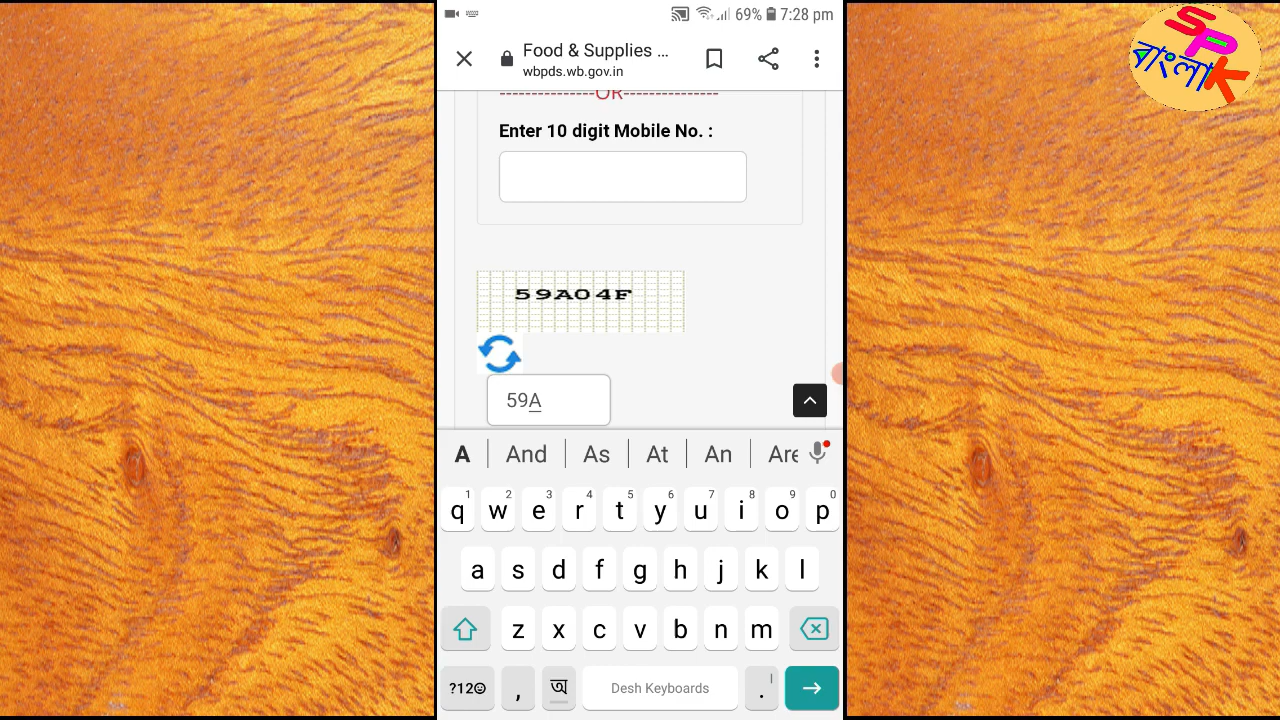 69% 7:28 pm
Food & Supplies ...
wbpds.wb.gov.in
---------------OR---------------
Enter 10 digit Mobile No. :
59A04F
59A
A And As At An Are
1 2 3 4 5 6 7 8 9 0
q w e r t y u i o p
a s d f g h j k l
z x c v b n m
?12☺ , অ Desh Keyboards . |
SPK
বাংলা